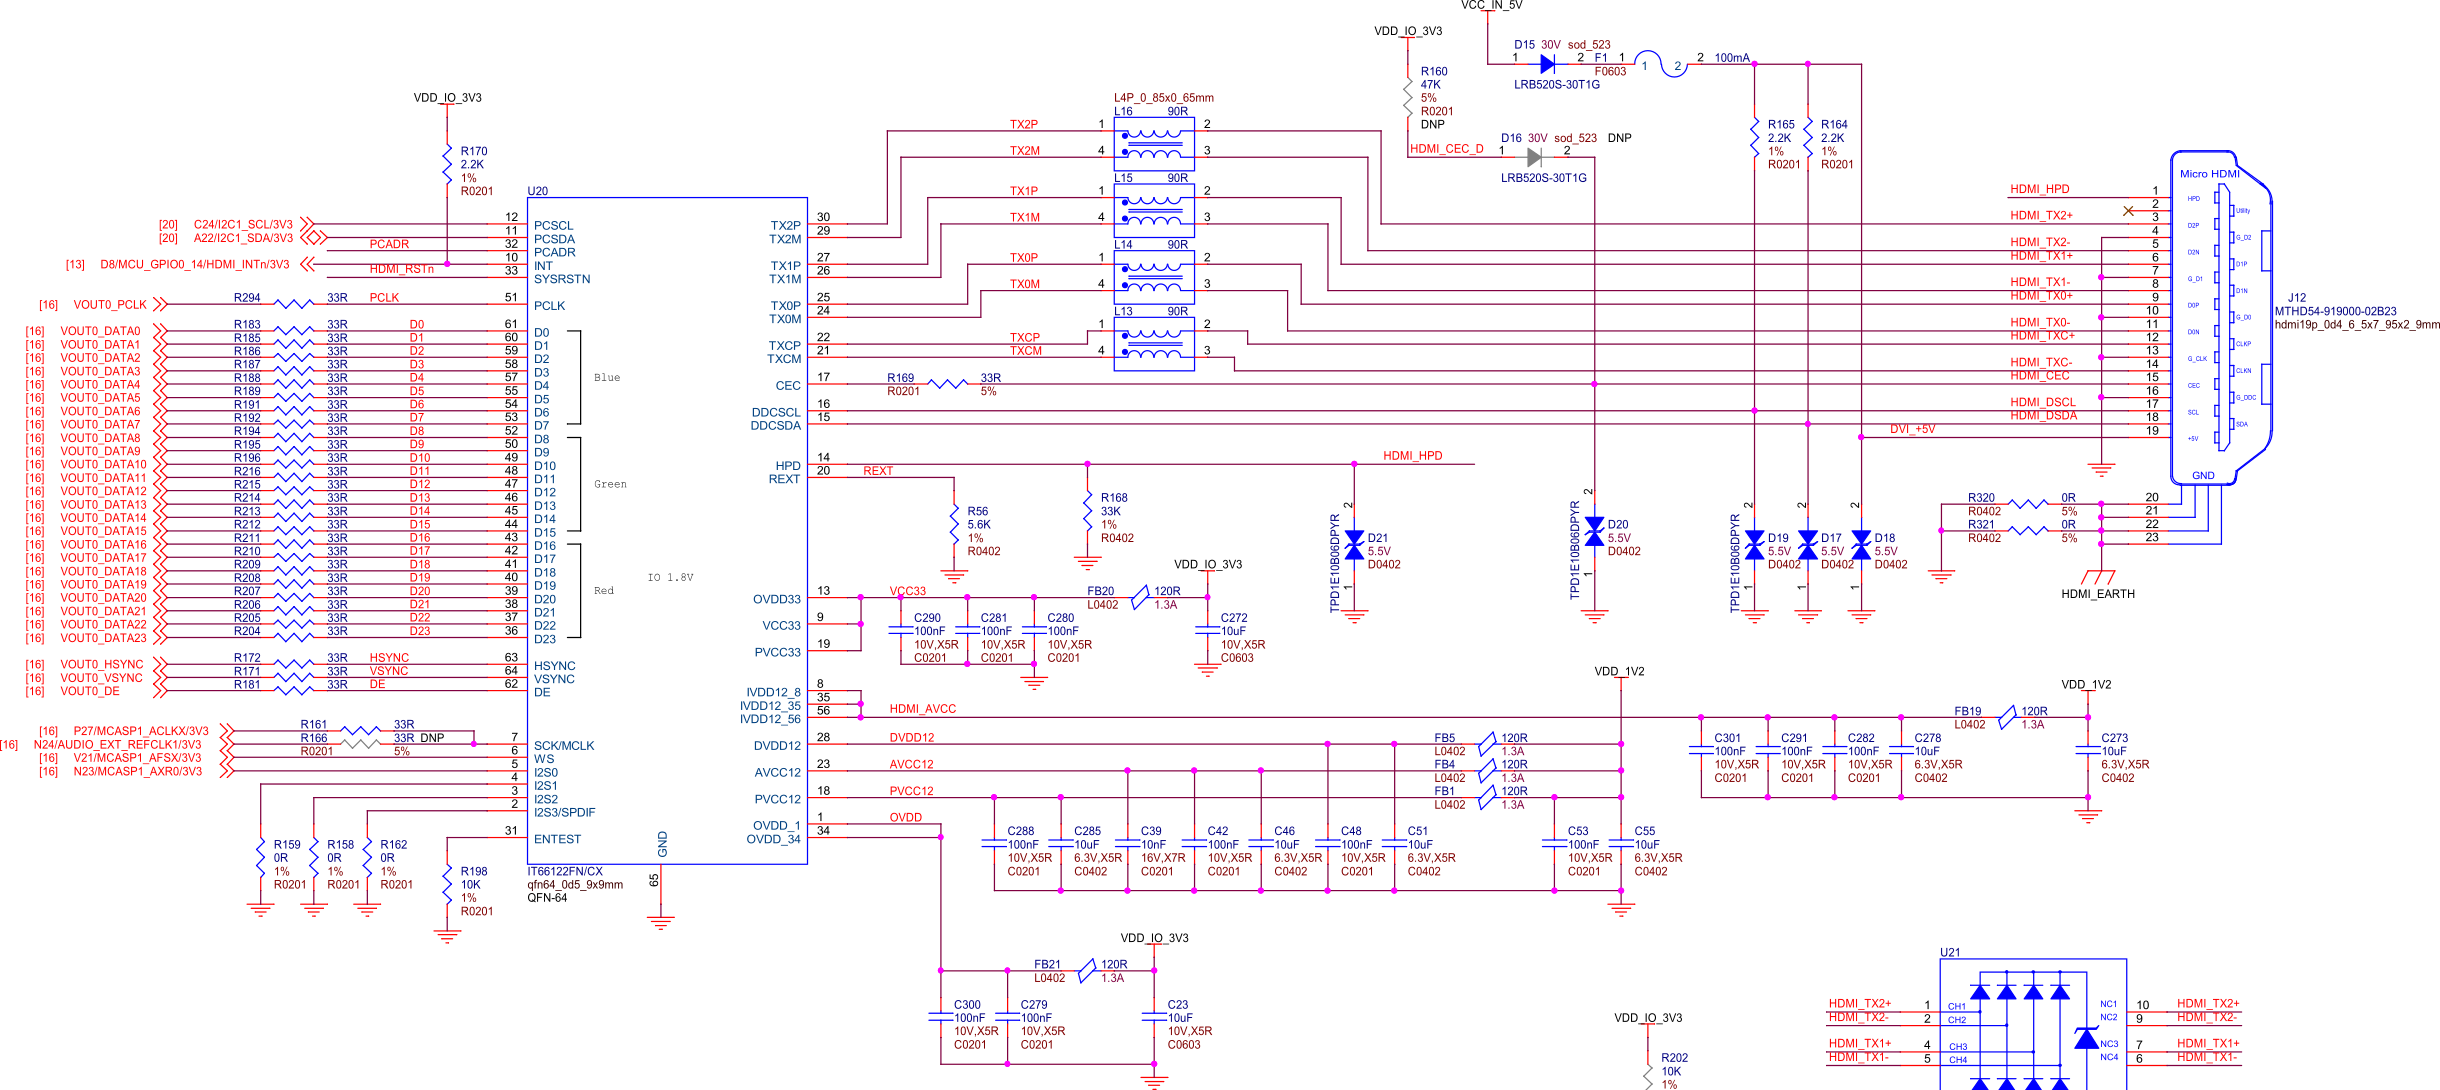 VCC_IN_5V
VDD_IO_3V3
D15 30V sod_523
1 2 F1 1 2 100mA
F0603
1 2
LRB520S-30T1G
R160
47K
5%
R0201
DNP
HDMI_CEC_D
D16 30V sod_523 DNP
1 2
LRB520S-30T1G
R165
2.2K
1%
R0201
R164
2.2K
1%
R0201
VDD_IO_3V3
R170
2.2K
1%
R0201
L4P_0_85x0_65mm
L16 90R
TX2P 1 2
TX2M 4 3
L15 90R
TX1P 1 2
TX1M 4 3
L14 90R
TX0P 1 2
TX0M 4 3
L13 90R
TXCP 1 2
TXCM 4 3
U20
[20] C24/I2C1_SCL/3V3 12 PCSCL
[20] A22/I2C1_SDA/3V3 11 PCSDA
PCADR 32 PCADR
[13] D8/MCU_GPIO0_14/HDMI_INTn/3V3 10 INT
HDMI_RSTn 33 SYSRSTN
[16] VOUT0_PCLK R294 33R PCLK 51 PCLK
[16] VOUT0_DATA0 R183 33R D0 61 D0
[16] VOUT0_DATA1 R185 33R D1 60 D1
[16] VOUT0_DATA2 R186 33R D2 59 D2
[16] VOUT0_DATA3 R187 33R D3 58 D3
[16] VOUT0_DATA4 R188 33R D4 57 D4
[16] VOUT0_DATA5 R189 33R D5 55 D5
[16] VOUT0_DATA6 R191 33R D6 54 D6
[16] VOUT0_DATA7 R192 33R D7 53 D7
Blue
[16] VOUT0_DATA8 R194 33R D8 52 D8
[16] VOUT0_DATA9 R195 33R D9 50 D9
[16] VOUT0_DATA10 R196 33R D10 49 D10
[16] VOUT0_DATA11 R216 33R D11 48 D11
[16] VOUT0_DATA12 R215 33R D12 47 D12
[16] VOUT0_DATA13 R214 33R D13 46 D13
[16] VOUT0_DATA14 R213 33R D14 45 D14
[16] VOUT0_DATA15 R212 33R D15 44 D15
Green
[16] VOUT0_DATA16 R211 33R D16 43 D16
[16] VOUT0_DATA17 R210 33R D17 42 D17
[16] VOUT0_DATA18 R209 33R D18 41 D18
[16] VOUT0_DATA19 R208 33R D19 40 D19
[16] VOUT0_DATA20 R207 33R D20 39 D20
[16] VOUT0_DATA21 R206 33R D21 38 D21
[16] VOUT0_DATA22 R205 33R D22 37 D22
[16] VOUT0_DATA23 R204 33R D23 36 D23
Red
IO 1.8V
[16] VOUT0_HSYNC R172 33R HSYNC 63 HSYNC
[16] VOUT0_VSYNC R171 33R VSYNC 64 VSYNC
[16] VOUT0_DE R181 33R DE 62 DE
[16] P27/MCASP1_ACLKX/3V3 R161 33R
[16] N24/AUDIO_EXT_REFCLK1/3V3 R166 33R DNP 7 SCK/MCLK
R0201 5%
[16] V21/MCASP1_AFSX/3V3 6 WS
[16] N23/MCASP1_AXR0/3V3 5 I2S0
4 I2S1
3 I2S2
2 I2S3/SPDIF
31 ENTEST
R159
0R
1%
R0201
R158
0R
1%
R0201
R162
0R
1%
R0201
R198
10K
1%
R0201
IT66122FN/CX
qfn64_0d5_9x9mm
QFN-64
GND
65
TX2P 30
TX2M 29
TX1P 27
TX1M 26
TX0P 25
TX0M 24
TXCP 22
TXCM 21
CEC 17 R169 33R
R0201 5%
DDCSCL 16
DDCSDA 15
HPD 14 HDMI_HPD
REXT 20 REXT
R56
5.6K
1%
R0402
R168
33K
1%
R0402
TPD1E10B06DPYR
2
D21
5.5V
D0402
1
TPD1E10B06DPYR
2
D20
5.5V
D0402
1
TPD1E10B06DPYR
2
D19
5.5V
D0402
1
2
D17
5.5V
D0402
1
2
D18
5.5V
D0402
1
OVDD33 13 VCC33
VCC33 9
PVCC33 19
FB20 120R
L0402 1.3A
VDD_IO_3V3
C290
100nF
10V,X5R
C0201
C281
100nF
10V,X5R
C0201
C280
100nF
10V,X5R
C0201
C272
10uF
10V,X5R
C0603
IVDD12_8 8
IVDD12_35 35
IVDD12_56 56 HDMI_AVCC
DVDD12 28 DVDD12
AVCC12 23 AVCC12
PVCC12 18 PVCC12
OVDD_1 1 OVDD
OVDD_34 34
VDD_1V2
FB5 120R
L0402 1.3A
FB4 120R
L0402 1.3A
FB1 120R
L0402 1.3A
C288
100nF
10V,X5R
C0201
C285
10uF
6.3V,X5R
C0402
C39
10nF
16V,X7R
C0201
C42
100nF
10V,X5R
C0201
C46
10uF
6.3V,X5R
C0402
C48
100nF
10V,X5R
C0201
C51
10uF
6.3V,X5R
C0402
C53
100nF
10V,X5R
C0201
C55
10uF
6.3V,X5R
C0402
VDD_1V2
FB19 120R
L0402 1.3A
C301
100nF
10V,X5R
C0201
C291
100nF
10V,X5R
C0201
C282
100nF
10V,X5R
C0201
C278
10uF
6.3V,X5R
C0402
C273
10uF
6.3V,X5R
C0402
VDD_IO_3V3
FB21 120R
L0402 1.3A
C300
100nF
10V,X5R
C0201
C279
100nF
10V,X5R
C0201
C23
10uF
10V,X5R
C0603
Micro HDMI
HDMI_HPD 1 HPD
2 Utility
HDMI_TX2+ 3 D2P
4 G_D2
HDMI_TX2- 5 D2N
HDMI_TX1+ 6 D1P
7 G_D1
HDMI_TX1- 8 D1N
HDMI_TX0+ 9 D0P
10 G_D0
HDMI_TX0- 11 D0N
HDMI_TXC+ 12 CLKP
13 G_CLK
HDMI_TXC- 14 CLKN
HDMI_CEC 15 CEC
16 G_DDC
HDMI_DSCL 17 SCL
HDMI_DSDA 18 SDA
DVI_+5V 19 +5V
GND
J12
MTHD54-919000-02B23
hdmi19p_0d4_6_5x7_95x2_9mm
R320 0R 20
R0402 5% 21
R321 0R 22
R0402 5% 23
HDMI_EARTH
VDD_IO_3V3
R202
10K
1%
U21
HDMI_TX2+ 1 CH1 NC1 10 HDMI_TX2+
HDMI_TX2- 2 CH2 NC2 9 HDMI_TX2-
HDMI_TX1+ 4 CH3 NC3 7 HDMI_TX1+
HDMI_TX1- 5 CH4 NC4 6 HDMI_TX1-